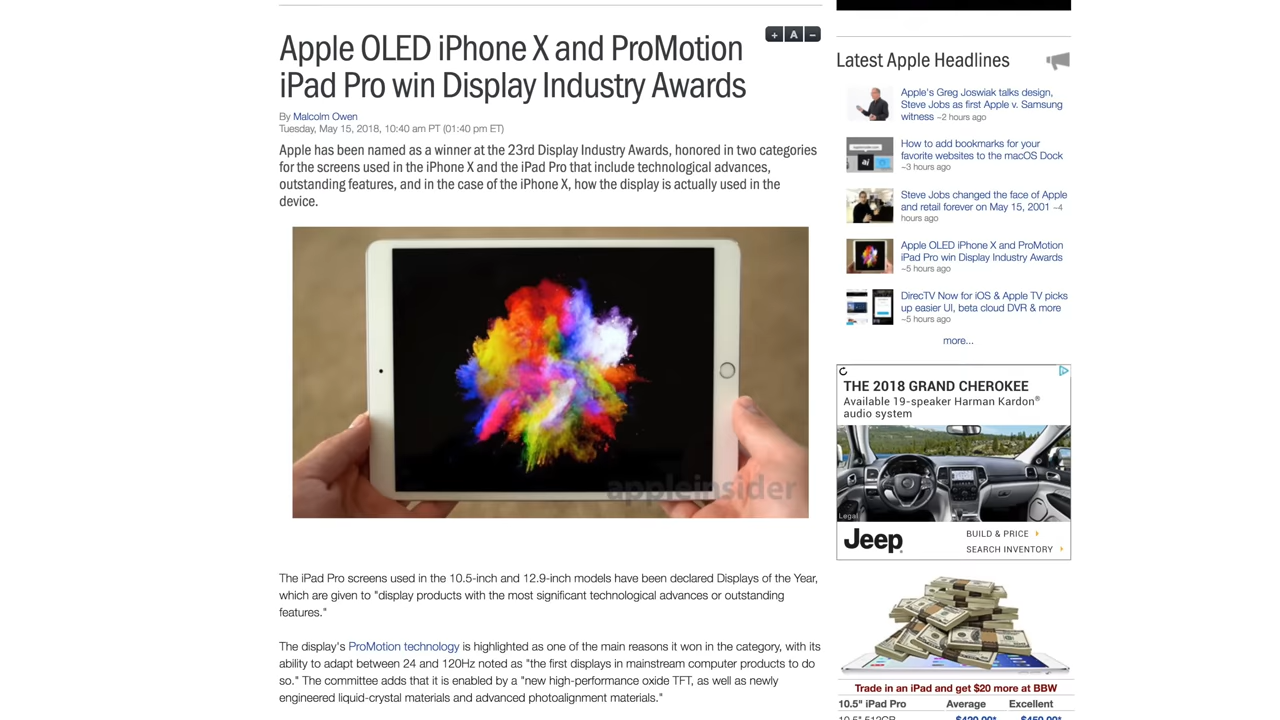 Apple OLED iPhone X and ProMotion
iPad Pro win Display Industry Awards
+ A −
By Malcolm Owen
Tuesday, May 15, 2018, 10:40 am PT (01:40 pm ET)
Apple has been named as a winner at the 23rd Display Industry Awards, honored in two categories
for the screens used in the iPhone X and the iPad Pro that include technological advances,
outstanding features, and in the case of the iPhone X, how the display is actually used in the
device.
appleinsider
The iPad Pro screens used in the 10.5-inch and 12.9-inch models have been declared Displays of the Year,
which are given to "display products with the most significant technological advances or outstanding
features."
The display's ProMotion technology is highlighted as one of the main reasons it won in the category, with its
ability to adapt between 24 and 120Hz noted as "the first displays in mainstream computer products to do
so." The committee adds that it is enabled by a "new high-performance oxide TFT, as well as newly
engineered liquid-crystal materials and advanced photoalignment materials."
Latest Apple Headlines
Apple's Greg Joswiak talks design,
Steve Jobs as first Apple v. Samsung
witness ~2 hours ago
How to add bookmarks for your
favorite websites to the macOS Dock
~3 hours ago
Steve Jobs changed the face of Apple
and retail forever on May 15, 2001 ~4
hours ago
Apple OLED iPhone X and ProMotion
iPad Pro win Display Industry Awards
~5 hours ago
DirecTV Now for iOS & Apple TV picks
up easier UI, beta cloud DVR & more
~5 hours ago
more...
THE 2018 GRAND CHEROKEE
Available 19-speaker Harman Kardon®
audio system
Legal
Jeep
BUILD & PRICE
SEARCH INVENTORY
Trade in an iPad and get $20 more at BBW
10.5" iPad Pro Average Excellent
10.5" 512GB $420.00* $450.00*